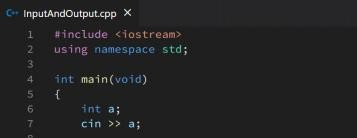 C++ InputAndOutput.cpp ×
1 #include <iostream>
2 using namespace std;
3
4 int main(void)
5 {
6     int a;
7     cin >> a;